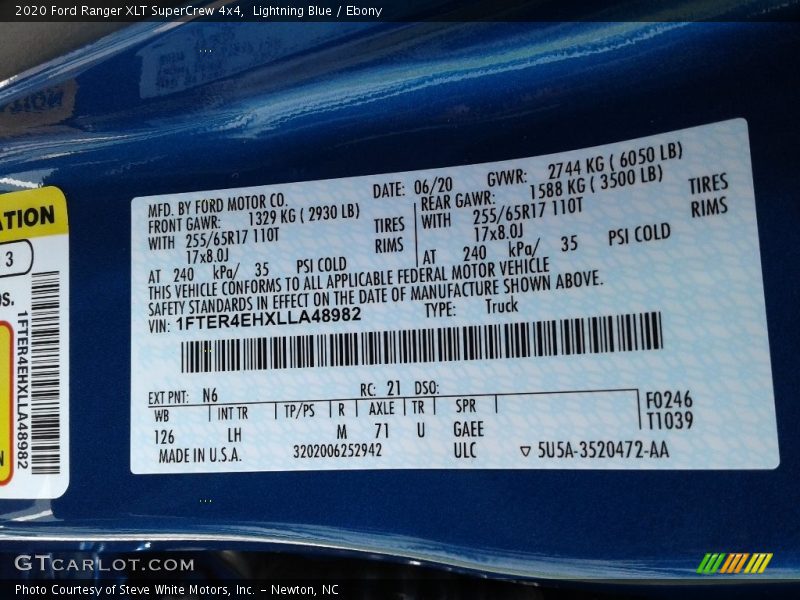 2020 Ford Ranger XLT SuperCrew 4x4, Lightning Blue / Ebony
ATION
3
OS.
1FTER4EHXLLA48982
N
MFD. BY FORD MOTOR CO. DATE: 06/20 GVWR: 2744 KG ( 6050 LB)
FRONT GAWR: 1329 KG ( 2930 LB) REAR GAWR: 1588 KG ( 3500 LB)
WITH 255/65R17 110T TIRES WITH 255/65R17 110T TIRES
17x8.0J RIMS 17x8.0J RIMS
AT 240 kPa/ 35 PSI COLD AT 240 kPa/ 35 PSI COLD
THIS VEHICLE CONFORMS TO ALL APPLICABLE FEDERAL MOTOR VEHICLE
SAFETY STANDARDS IN EFFECT ON THE DATE OF MANUFACTURE SHOWN ABOVE.
VIN: 1FTER4EHXLLA48982 TYPE: Truck
EXT PNT: N6 RC: 21 DSO:
WB INT TR TP/PS R AXLE TR SPR F0246
126 LH M 71 U GAEE T1039
MADE IN U.S.A. 3202006252942 ULC 5U5A-3520472-AA
GTCARLOT.COM
Photo Courtesy of Steve White Motors, Inc. – Newton, NC